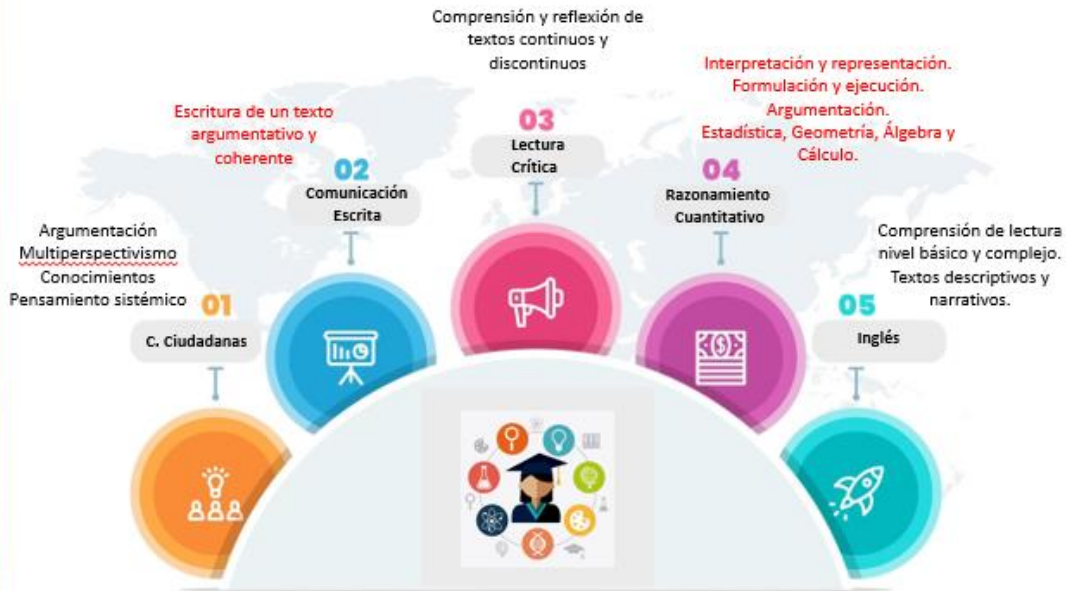 Argumentación
Multiperspectivismo
Conocimientos
Pensamiento sistémico
01
C. Ciudadanas
Escritura de un texto
argumentativo y
coherente
02
Comunicación
Escrita
Comprensión y reflexión de
textos continuos y
discontinuos
03
Lectura
Crítica
Interpretación y representación.
Formulación y ejecución.
Argumentación.
Estadística, Geometría, Álgebra y
Cálculo.
04
Razonamiento
Cuantitativo
Comprensión de lectura
nivel básico y complejo.
Textos descriptivos y
narrativos.
05
Inglés